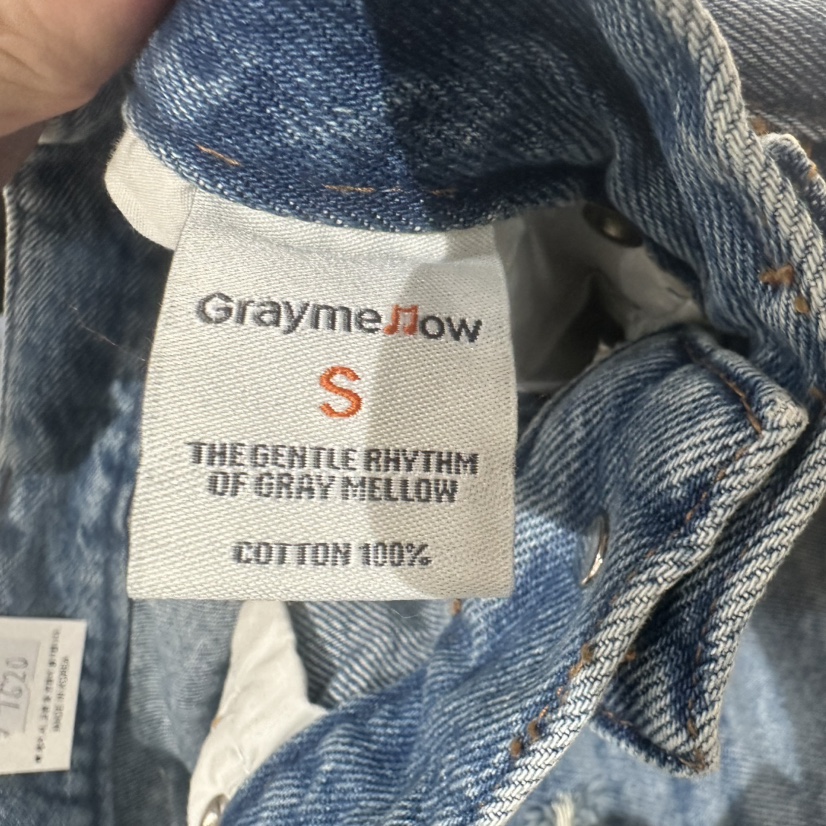 Graymellow
S
THE GENTLE RHYTHM
OF GRAY MELLOW
COTTON 100%
1620